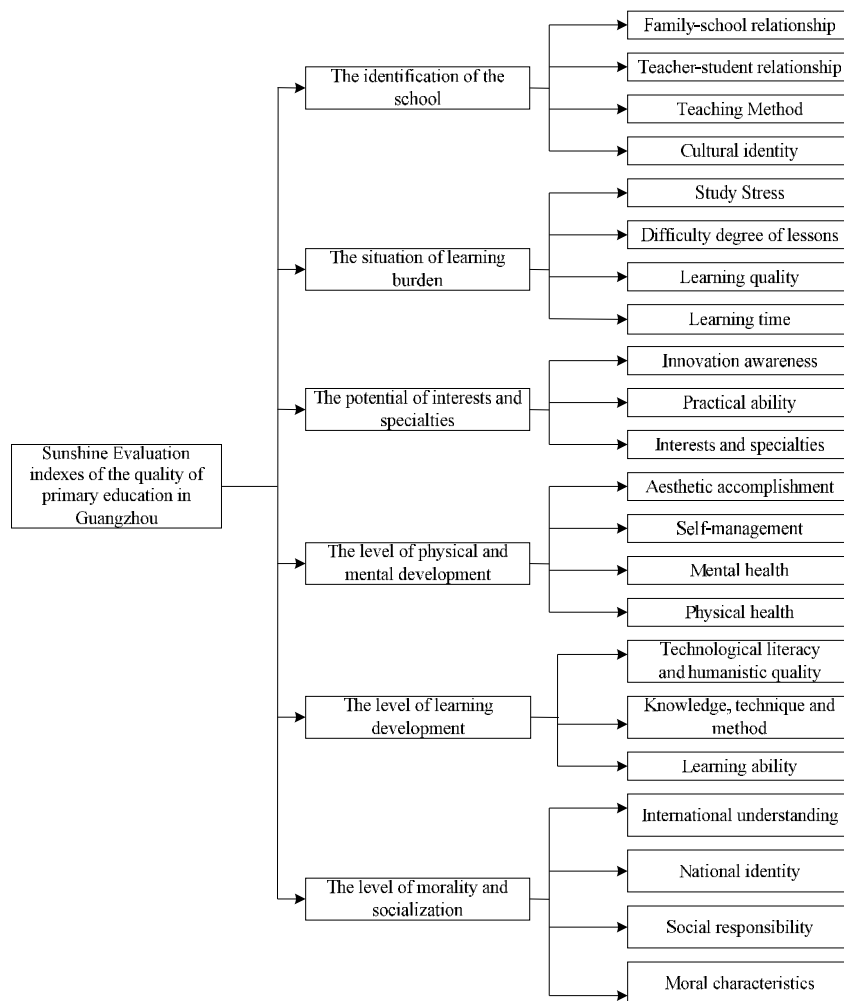 Family-school relationship
Teacher-student relationship
The identification of the
school
Teaching Method
Cultural identity
Study Stress
Difficulty degree of lessons
The situation of learning
burden
Learning quality
Learning time
Innovation awareness
The potential of interests and
specialties
Practical ability
Interests and specialties
Sunshine Evaluation
indexes of the quality of
primary education in
Guangzhou
Aesthetic accomplishment
Self-management
The level of physical and
mental development
Mental health
Physical health
Technological literacy
and humanistic quality
The level of learning
development
Knowledge, technique and
method
Learning ability
International understanding
National identity
The level of morality and
socialization
Social responsibility
Moral characteristics